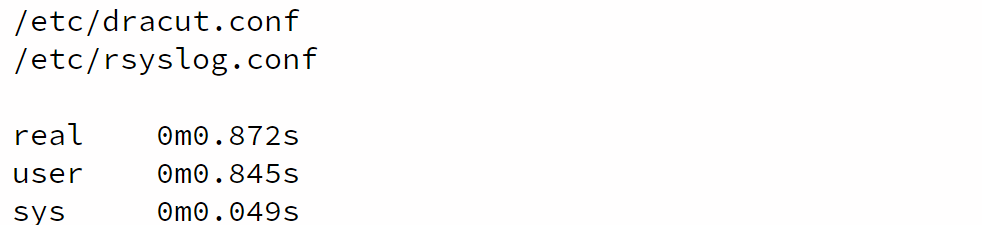 /etc/dracut.conf
/etc/rsyslog.conf

real    0m0.872s
user    0m0.845s
sys     0m0.049s